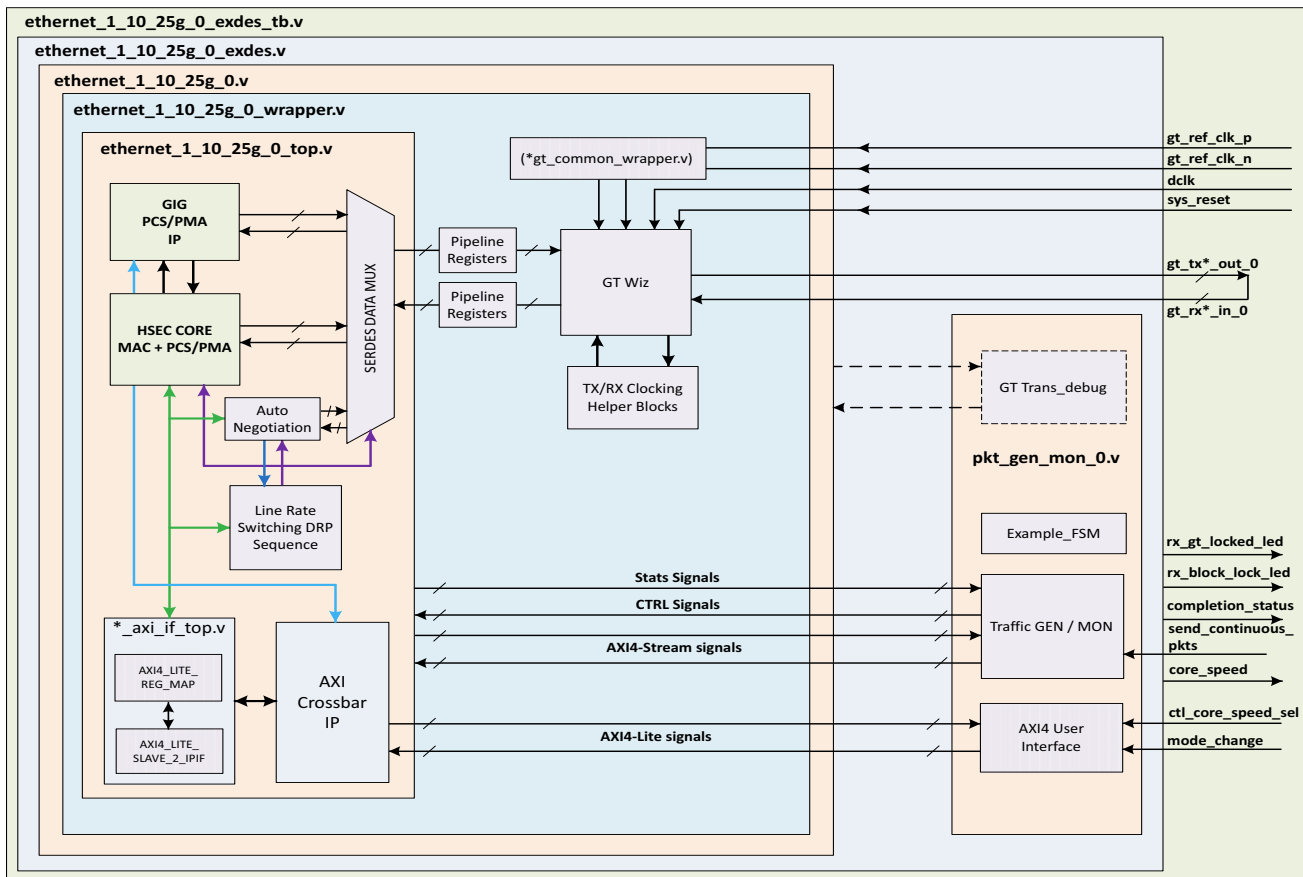 ethernet_1_10_25g_0_exdes_tb.v
ethernet_1_10_25g_0_exdes.v
ethernet_1_10_25g_0.v
ethernet_1_10_25g_0_wrapper.v
ethernet_1_10_25g_0_top.v
GIG
PCS/PMA
IP
HSEC CORE
MAC + PCS/PMA
SERDES DATA MUX
Auto
Negotiation
Line Rate
Switching DRP
Sequence
*_axi_if_top.v
AXI4_LITE_
REG_MAP
AXI4_LITE_
SLAVE_2_IPIF
AXI
Crossbar
IP
Pipeline
Registers
Pipeline
Registers
(*gt_common_wrapper.v)
GT Wiz
TX/RX Clocking
Helper Blocks
Stats Signals
CTRL Signals
AXI4-Stream signals
AXI4-Lite signals
GT Trans_debug
pkt_gen_mon_0.v
Example_FSM
Traffic GEN / MON
AXI4 User
Interface
gt_ref_clk_p
gt_ref_clk_n
dclk
sys_reset
gt_tx*_out_0
gt_rx*_in_0
rx_gt_locked_led
rx_block_lock_led
completion_status
send_continuous_
pkts
core_speed
ctl_core_speed_sel
mode_change